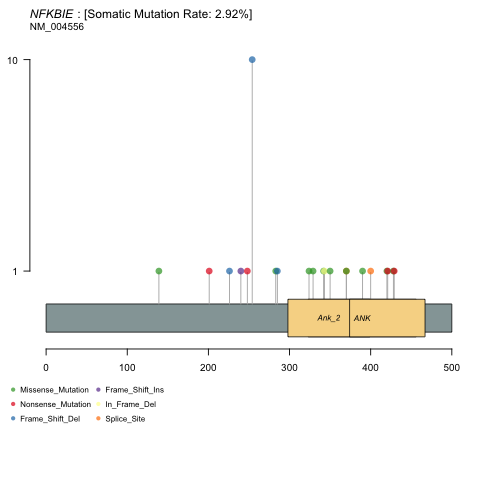 NFKBIE : [Somatic Mutation Rate: 2.92%]
NM_004556
10
1
Ank_2 ANK
0 100 200 300 400 500
Missense_Mutation Frame_Shift_Ins
Nonsense_Mutation In_Frame_Del
Frame_Shift_Del Splice_Site